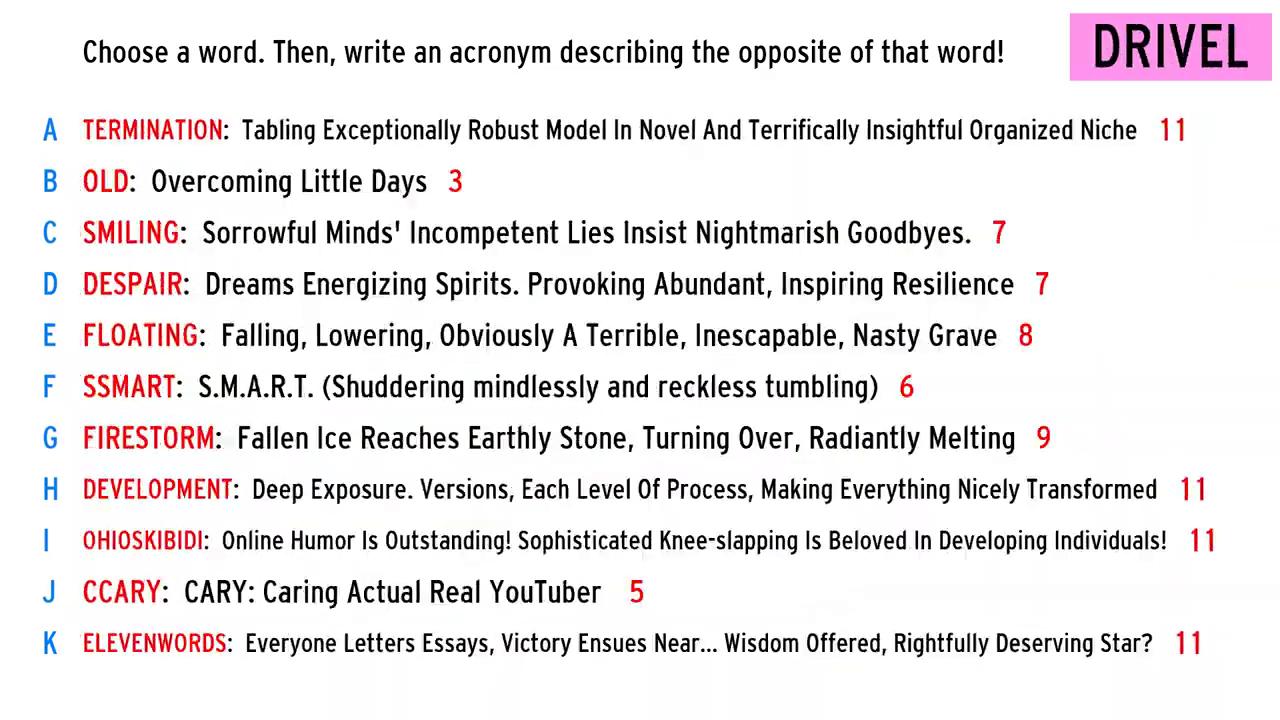 Choose a word. Then, write an acronym describing the opposite of that word!
DRIVEL
A TERMINATION: Tabling Exceptionally Robust Model In Novel And Terrifically Insightful Organized Niche 11
B OLD: Overcoming Little Days 3
C SMILING: Sorrowful Minds' Incompetent Lies Insist Nightmarish Goodbyes. 7
D DESPAIR: Dreams Energizing Spirits. Provoking Abundant, Inspiring Resilience 7
E FLOATING: Falling, Lowering, Obviously A Terrible, Inescapable, Nasty Grave 8
F SSMART: S.M.A.R.T. (Shuddering mindlessly and reckless tumbling) 6
G FIRESTORM: Fallen Ice Reaches Earthly Stone, Turning Over, Radiantly Melting 9
H DEVELOPMENT: Deep Exposure. Versions, Each Level Of Process, Making Everything Nicely Transformed 11
I OHIOSKIBIDI: Online Humor Is Outstanding! Sophisticated Knee-slapping Is Beloved In Developing Individuals! 11
J CCARY: CARY: Caring Actual Real YouTuber 5
K ELEVENWORDS: Everyone Letters Essays, Victory Ensues Near... Wisdom Offered, Rightfully Deserving Star? 11